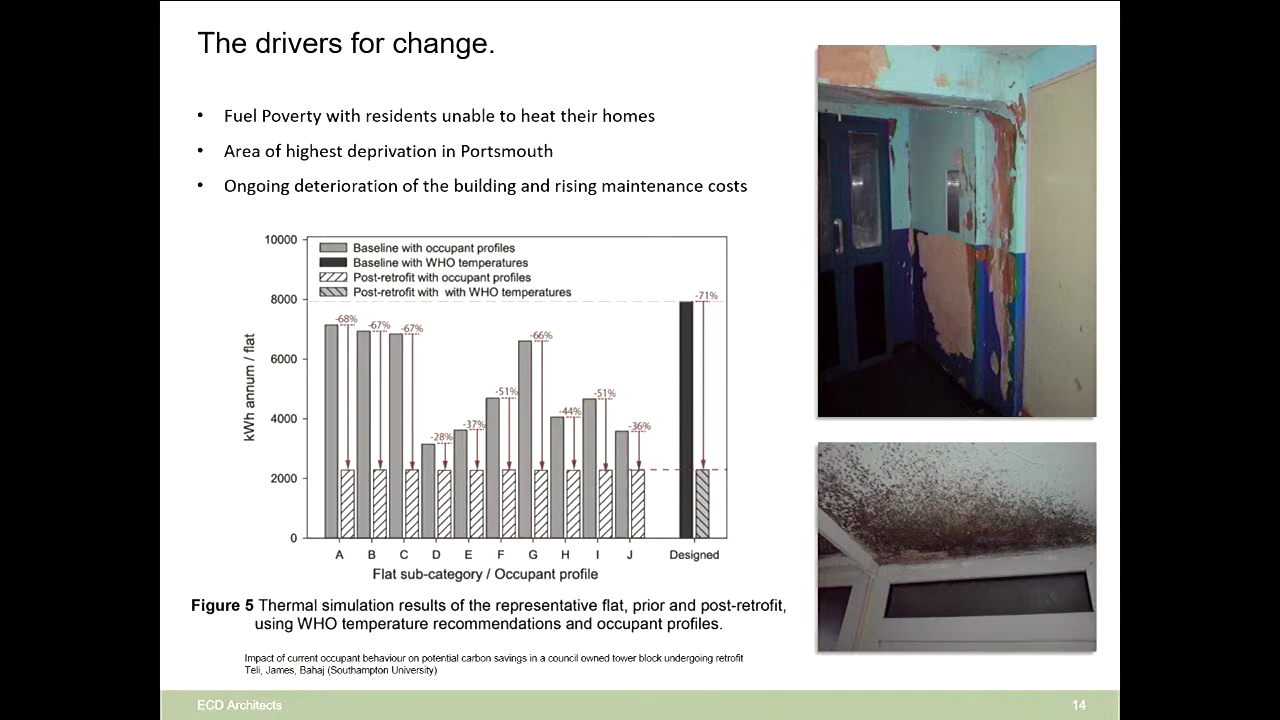 The drivers for change.
• Fuel Poverty with residents unable to heat their homes
• Area of highest deprivation in Portsmouth
• Ongoing deterioration of the building and rising maintenance costs
10000
8000
6000
4000
2000
0
kWh annum / flat
Baseline with occupant profiles
Baseline with WHO temperatures
Post-retrofit with occupant profiles
Post-retrofit with with WHO temperatures
-68%
-67%
-67%
-28%
-37%
-51%
-66%
-44%
-51%
-36%
-71%
A B C D E F G H I J Designed
Flat sub-category / Occupant profile
Figure 5 Thermal simulation results of the representative flat, prior and post-retrofit,
using WHO temperature recommendations and occupant profiles.
Impact of current occupant behaviour on potential carbon savings in a council owned tower block undergoing retrofit
Teli, James, Bahaj (Southampton University)
ECD Architects 14